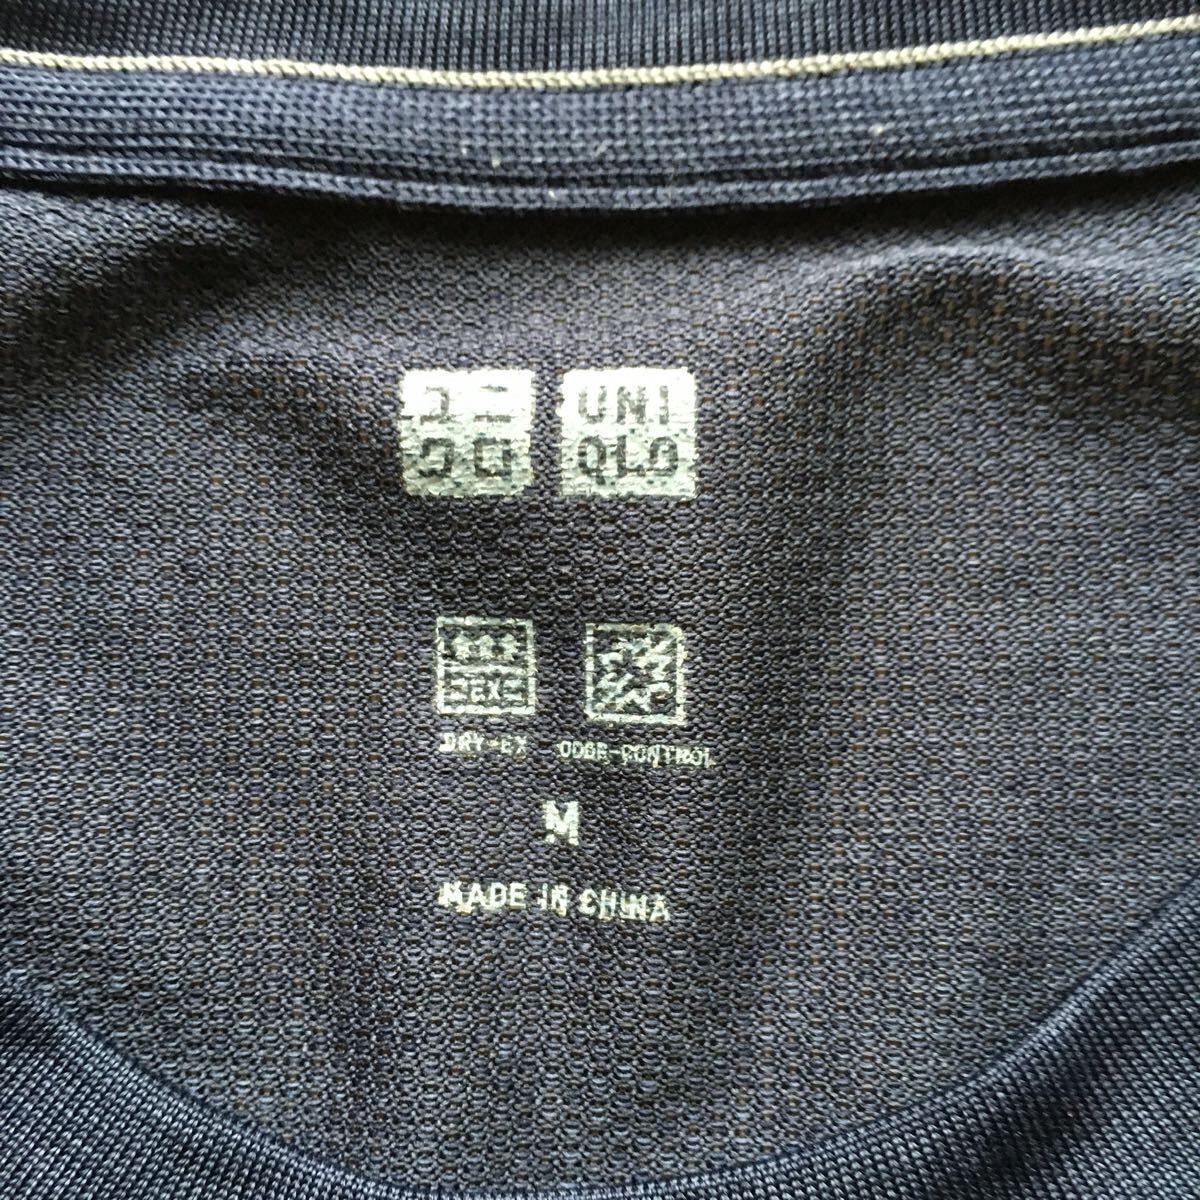 ユニ UNI
クロ QLO
DRY-EX ODOR-CONTROL
M
MADE IN CHINA